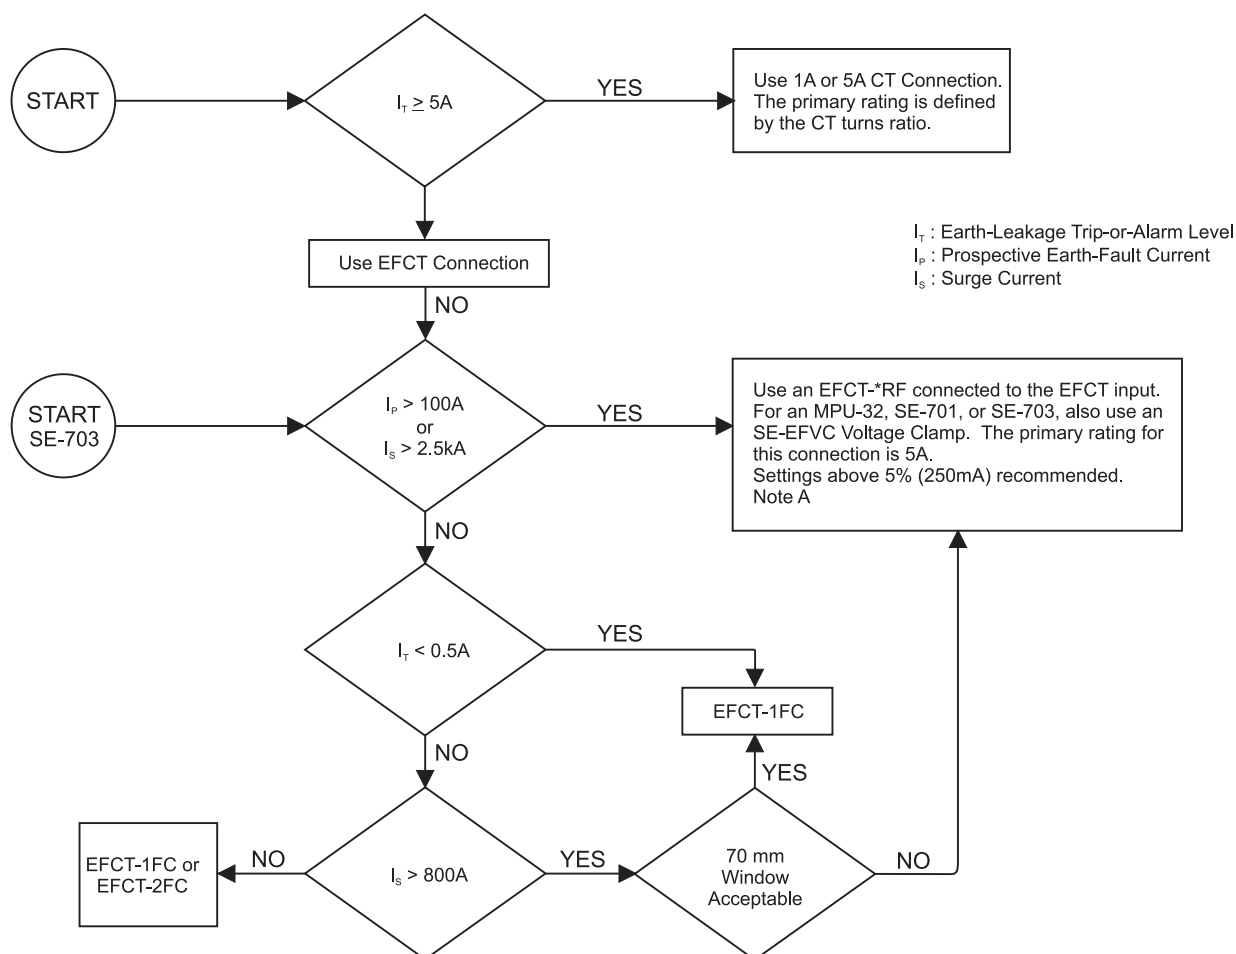 START
I_T ≥ 5A
YES
Use 1A or 5A CT Connection.
The primary rating is defined
by the CT turns ratio.
I_T : Earth-Leakage Trip-or-Alarm Level
I_P : Prospective Earth-Fault Current
I_S : Surge Current
Use EFCT Connection
NO
START
SE-703
I_P > 100A
or
I_S > 2.5kA
YES
Use an EFCT-*RF connected to the EFCT input.
For an MPU-32, SE-701, or SE-703, also use an
SE-EFVC Voltage Clamp. The primary rating for
this connection is 5A.
Settings above 5% (250mA) recommended.
Note A
NO
I_T < 0.5A
YES
EFCT-1FC
NO
YES
EFCT-1FC or
EFCT-2FC
NO
I_S > 800A
YES
70 mm
Window
Acceptable
NO